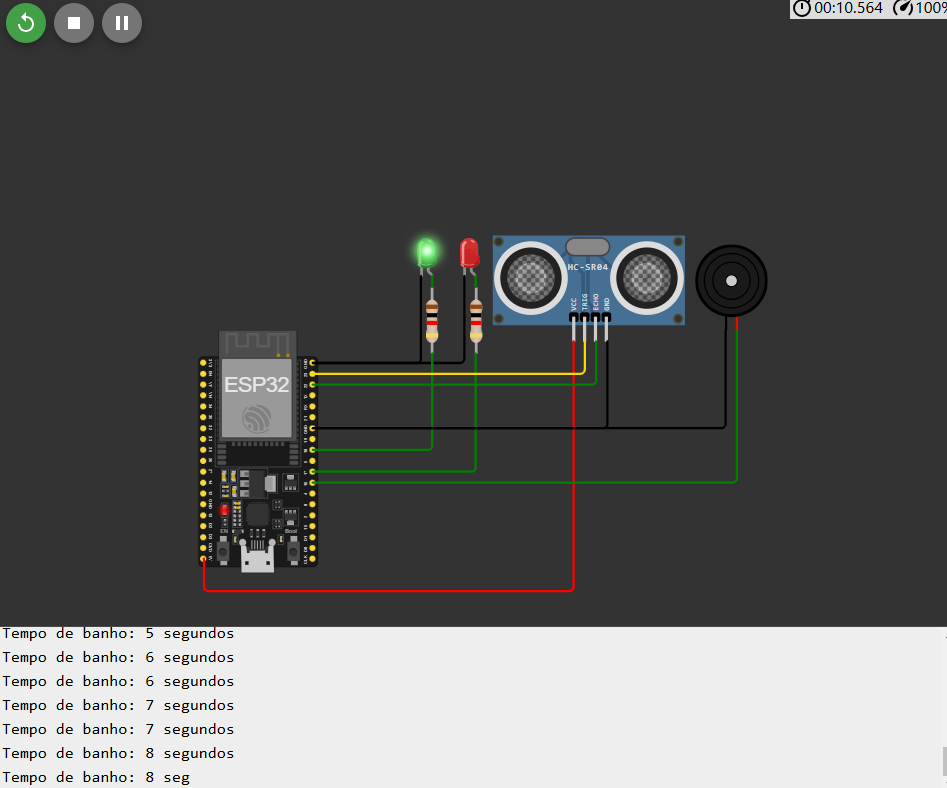 00:10.564 100%
HC-SR04
VCC
TRIG
ECHO
GND
ESP32
EN
Boot
Tempo de banho: 5 segundos
Tempo de banho: 6 segundos
Tempo de banho: 6 segundos
Tempo de banho: 7 segundos
Tempo de banho: 7 segundos
Tempo de banho: 8 segundos
Tempo de banho: 8 seg